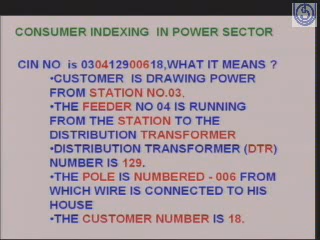 CONSUMER INDEXING IN POWER SECTOR
CIN NO is 030412900618,WHAT IT MEANS ?
•CUSTOMER IS DRAWING POWER
FROM STATION NO.03.
•THE FEEDER NO 04 IS RUNNING
FROM THE STATION TO THE
DISTRIBUTION TRANSFORMER
•DISTRIBUTION TRANSFORMER (DTR)
NUMBER IS 129.
•THE POLE IS NUMBERED - 006 FROM
WHICH WIRE IS CONNECTED TO HIS
HOUSE
•THE CUSTOMER NUMBER IS 18.